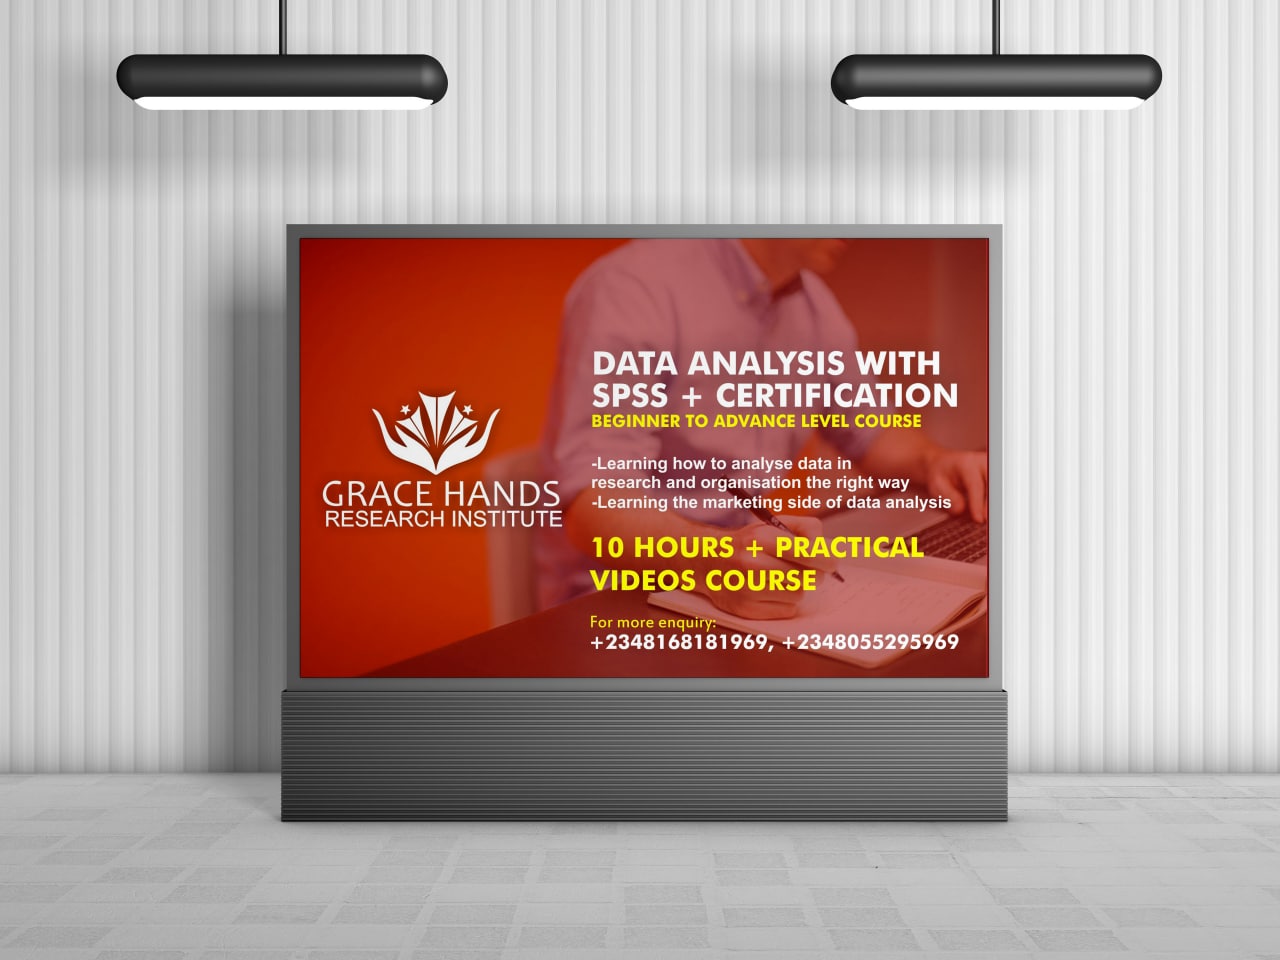 GRACE HANDS
RESEARCH INSTITUTE
DATA ANALYSIS WITH
SPSS + CERTIFICATION
BEGINNER TO ADVANCE LEVEL COURSE
-Learning how to analyse data in
research and organisation the right way
-Learning the marketing side of data analysis
10 HOURS + PRACTICAL
VIDEOS COURSE
For more enquiry:
+2348168181969, +2348055295969